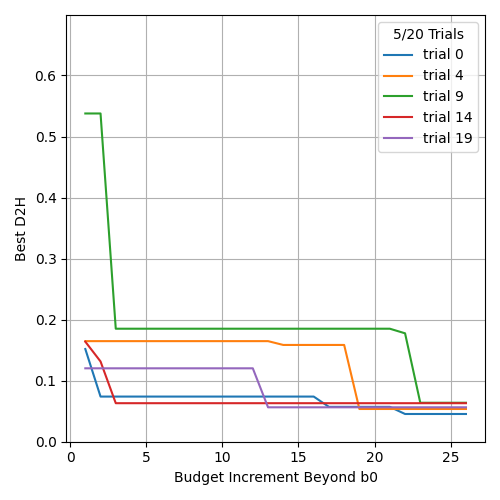 5/20 Trials
trial 0
trial 4
trial 9
trial 14
trial 19
Best D2H
0.6
0.5
0.4
0.3
0.2
0.1
0.0
0 5 10 15 20 25
Budget Increment Beyond b0